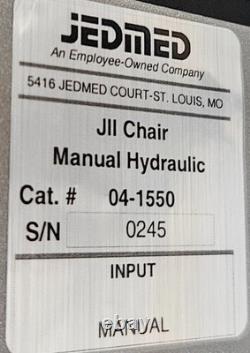 JEDMED
An Employee-Owned Company
5416 JEDMED COURT-ST. LOUIS, MO
JII Chair
Manual Hydraulic
Cat. # 04-1550
S/N 0245
INPUT
ebay
MANUAL